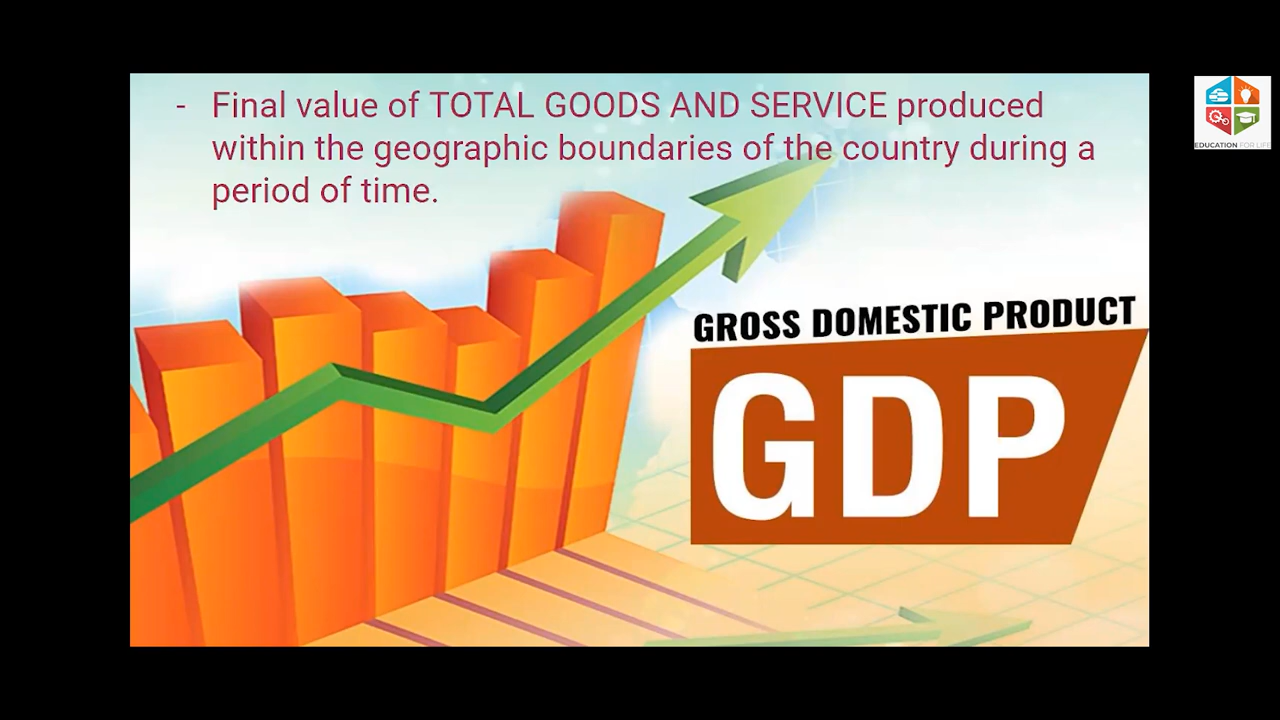 - Final value of TOTAL GOODS AND SERVICE produced
within the geographic boundaries of the country during a
period of time.
EDUCATION FOR LIFE
GROSS DOMESTIC PRODUCT
GDP